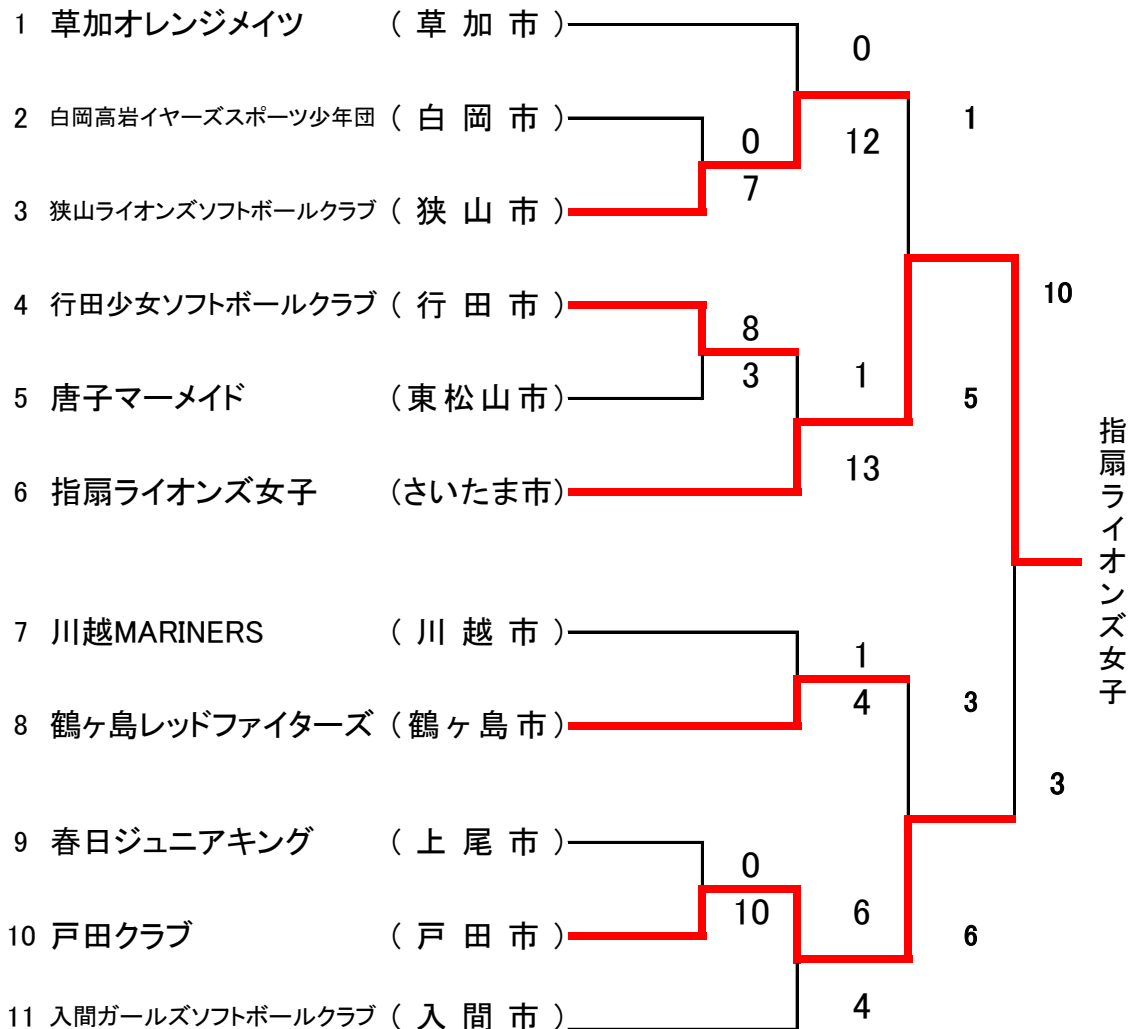 1 草加オレンジメイツ (草加市)
0
2 白岡高岩イヤーズスポーツ少年団 (白岡市)
1
0
12
7
3 狭山ライオンズソフトボールクラブ (狭山市)
10
4 行田少女ソフトボールクラブ (行田市)
8
3
1
5 唐子マーメイド (東松山市)
5
13
6 指扇ライオンズ女子 (さいたま市)
指扇ライオンズ女子
7 川越MARINERS (川越市)
1
4
3
8 鶴ヶ島レッドファイターズ (鶴ヶ島市)
3
9 春日ジュニアキング (上尾市)
0
10
6
6
10 戸田クラブ (戸田市)
4
11 入間ガールズソフトボールクラブ (入間市)